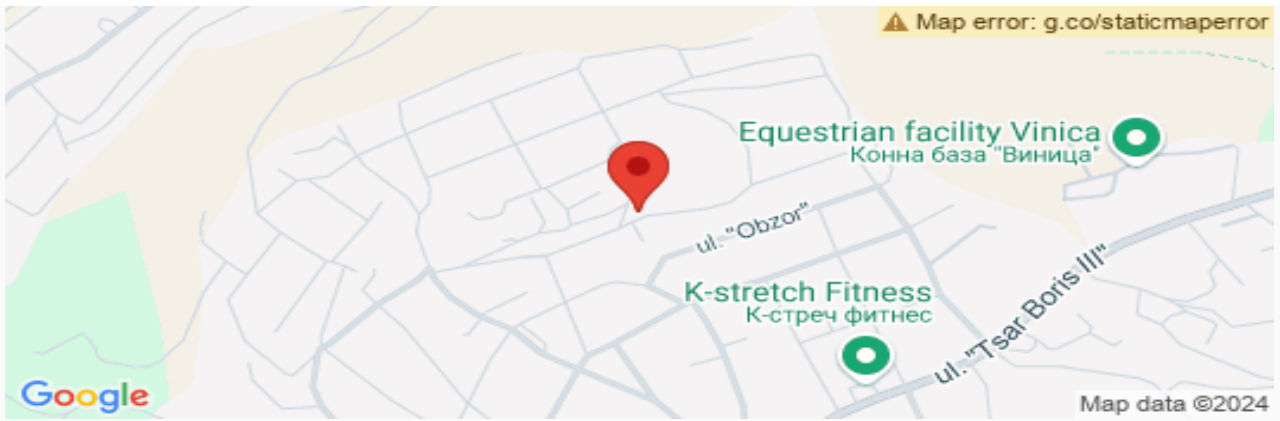 Map error: g.co/staticmaperror
Equestrian facility Vinica
Конна база "Виница"
ul. "Obzor"
K-stretch Fitness
К-стреч фитнес
ul. "Tsar Boris III"
Google
Map data ©2024